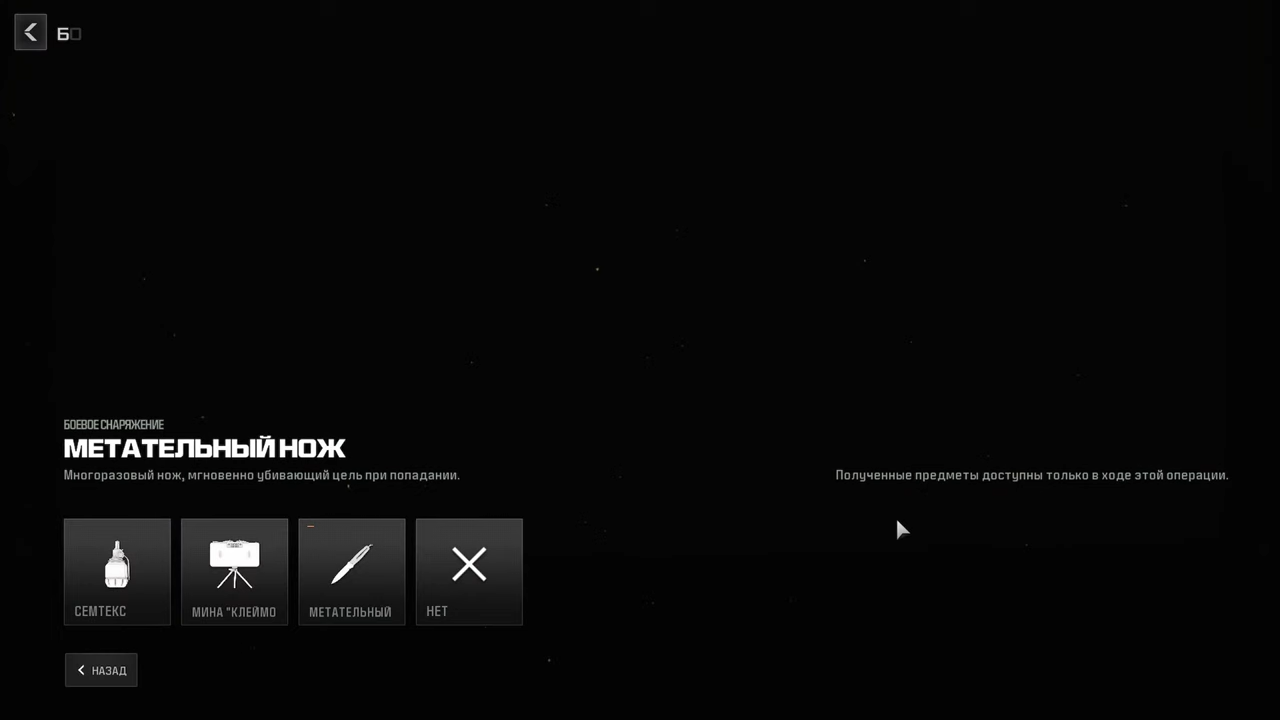 БО
БОЕВОЕ СНАРЯЖЕНИЕ
МЕТАТЕЛЬНЫЙ НОЖ
Многоразовый нож, мгновенно убивающий цель при попадании.
Полученные предметы доступны только в ходе этой операции.
СЕМТЕКС
МИНА "КЛЕЙМО
МЕТАТЕЛЬНЫЙ
НЕТ
НАЗАД